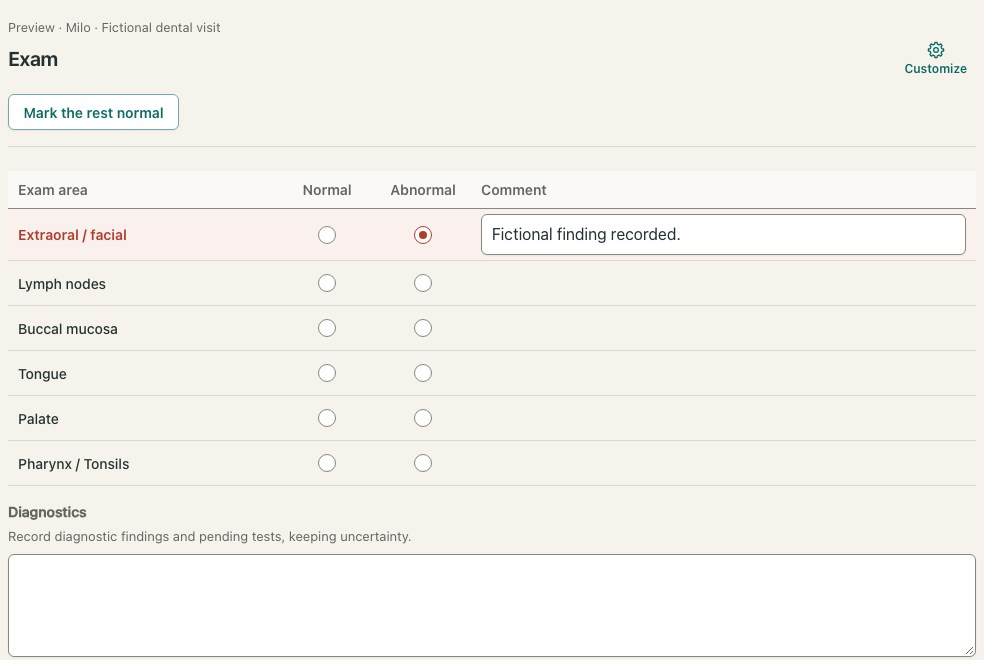 Preview · Milo · Fictional dental visit
Exam
Customize
Mark the rest normal
Exam area Normal Abnormal Comment
Extraoral / facial Fictional finding recorded.
Lymph nodes
Buccal mucosa
Tongue
Palate
Pharynx / Tonsils
Diagnostics
Record diagnostic findings and pending tests, keeping uncertainty.